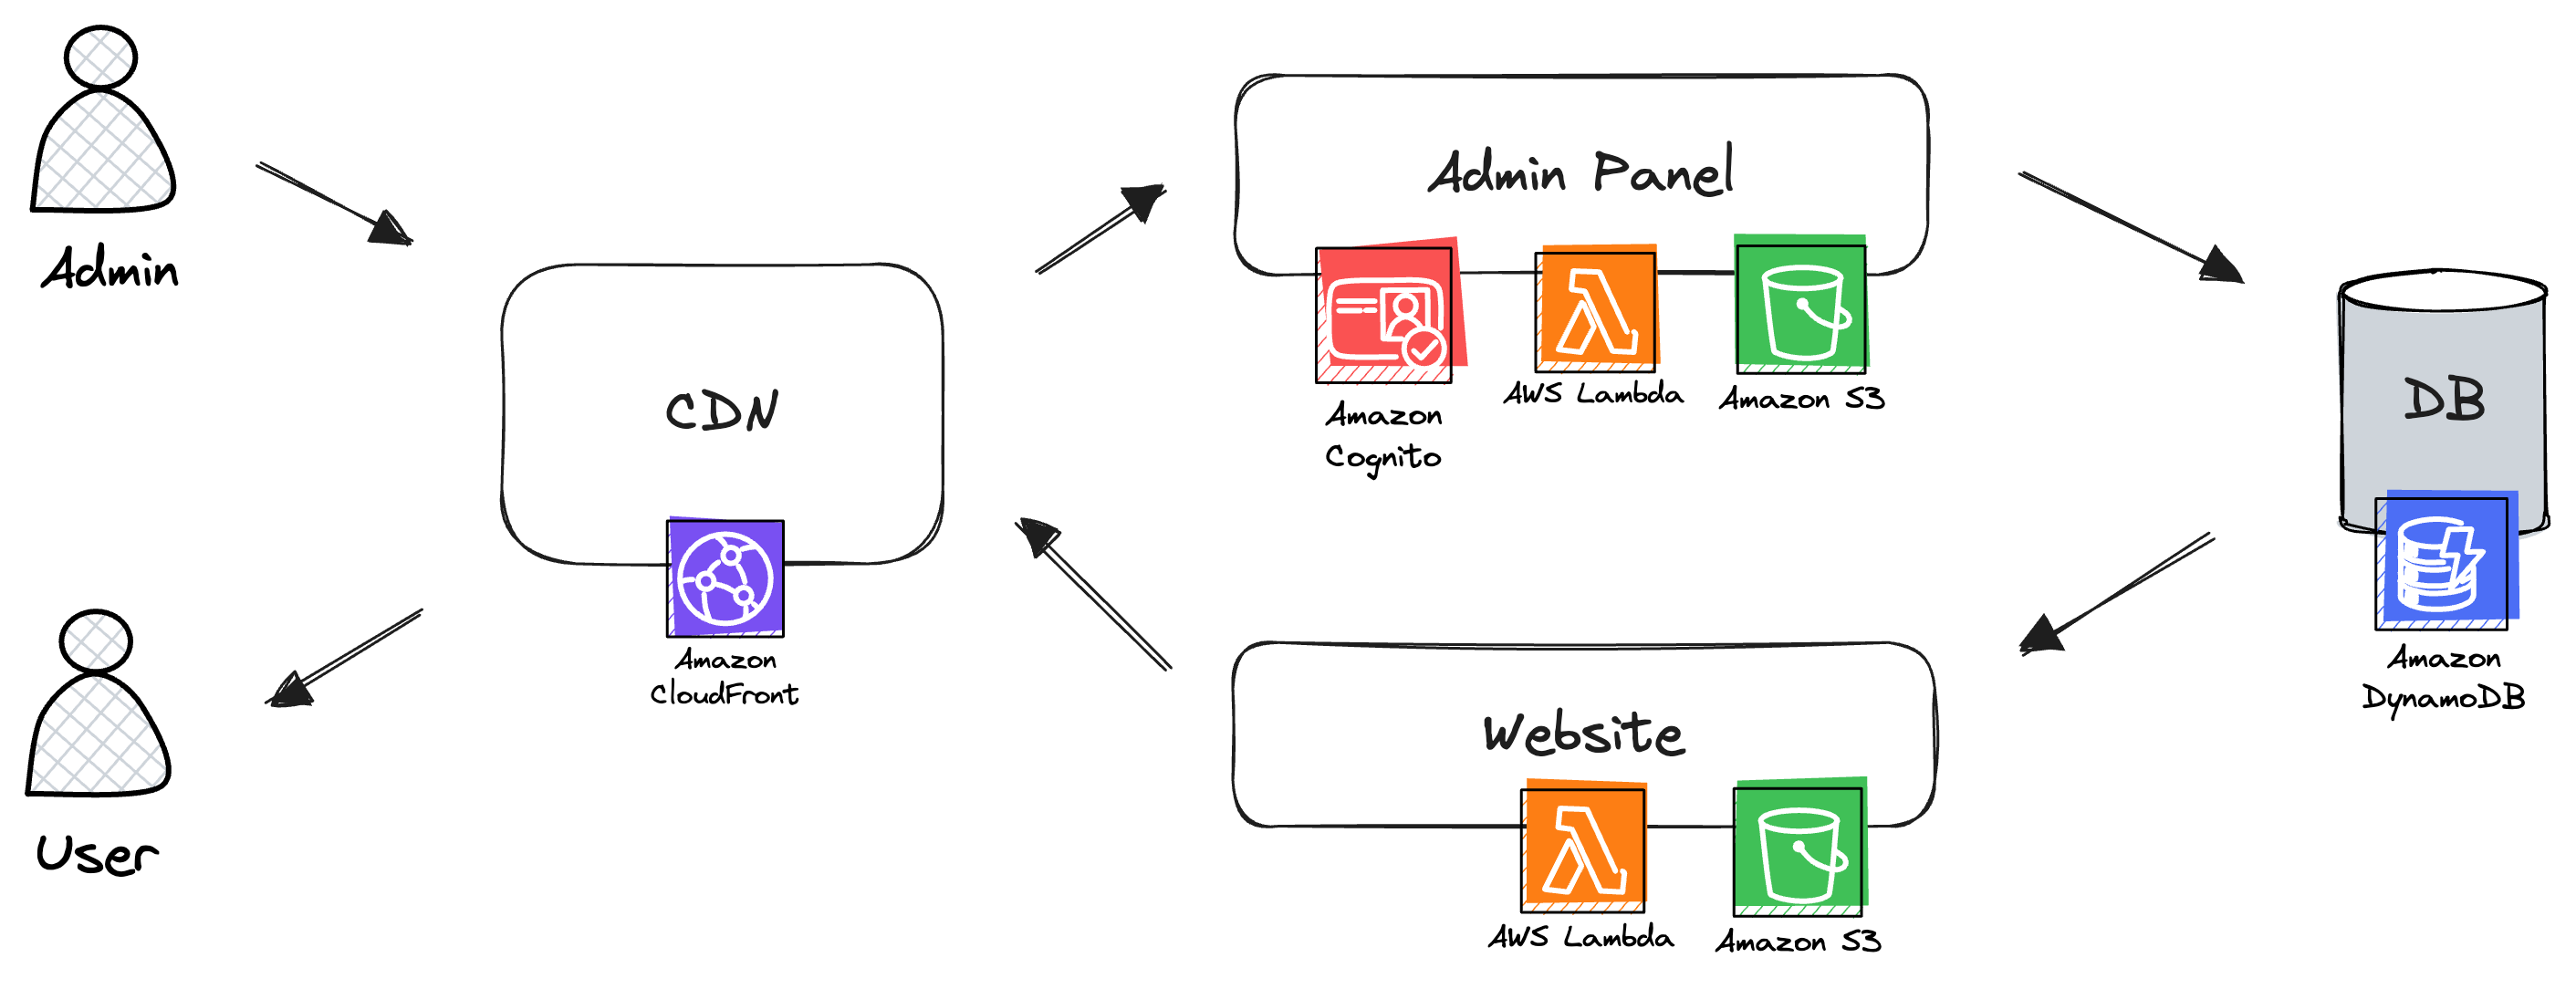 Admin
CDN
Amazon
CloudFront
Admin Panel
Amazon
Cognito
AWS Lambda
Amazon S3
DB
Amazon
DynamoDB
Website
AWS Lambda
Amazon S3
User